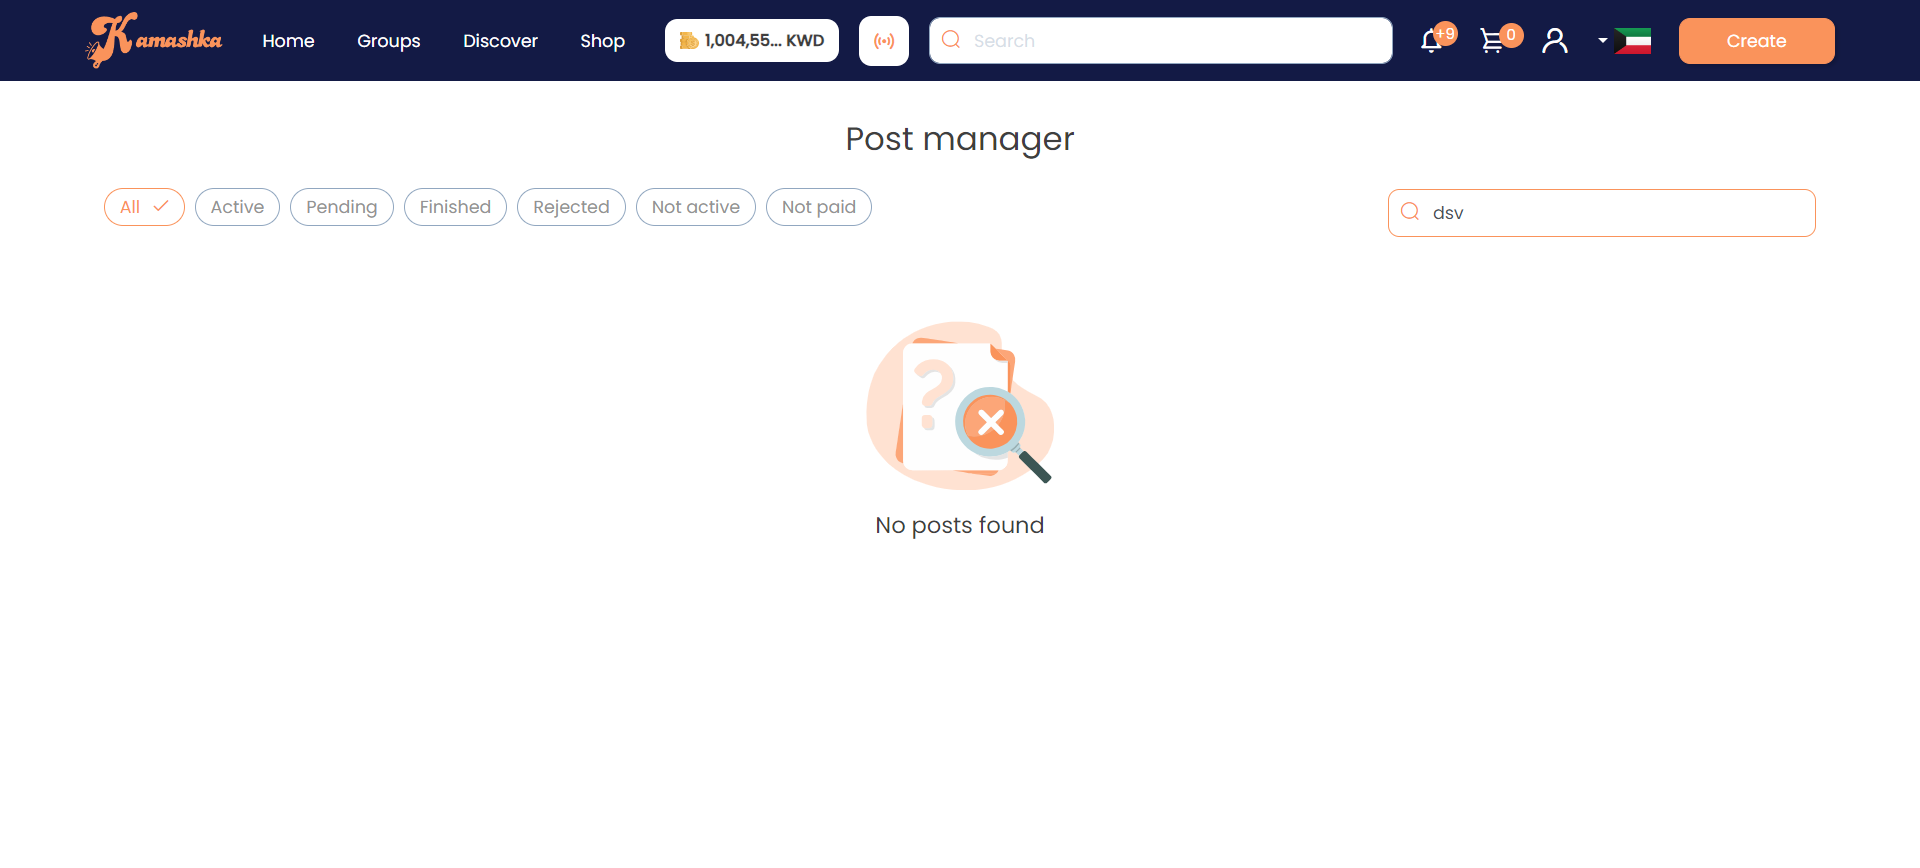 Kamashka Home Groups Discover Shop 1,004,55... KWD Search +9 0 Create
Post manager
All Active Pending Finished Rejected Not active Not paid dsv
?
No posts found